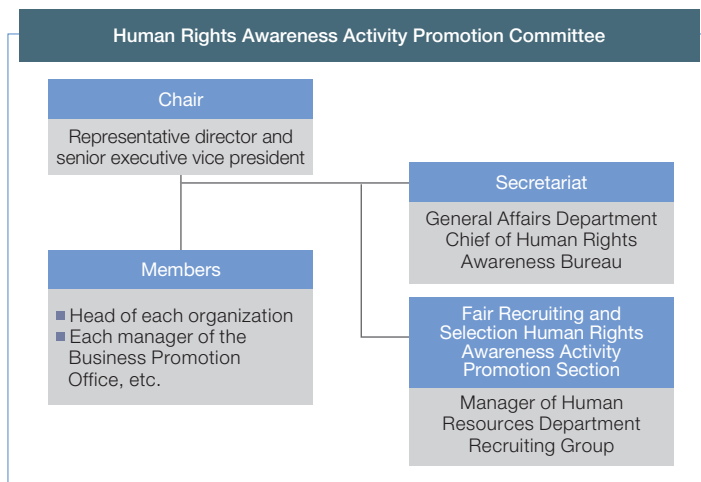 Human Rights Awareness Activity Promotion Committee
Chair
Representative director and
senior executive vice president
Secretariat
General Affairs Department
Chief of Human Rights
Awareness Bureau
Members
Head of each organization
Each manager of the
Business Promotion
Office, etc.
Fair Recruiting and
Selection Human Rights
Awareness Activity
Promotion Section
Manager of Human
Resources Department
Recruiting Group